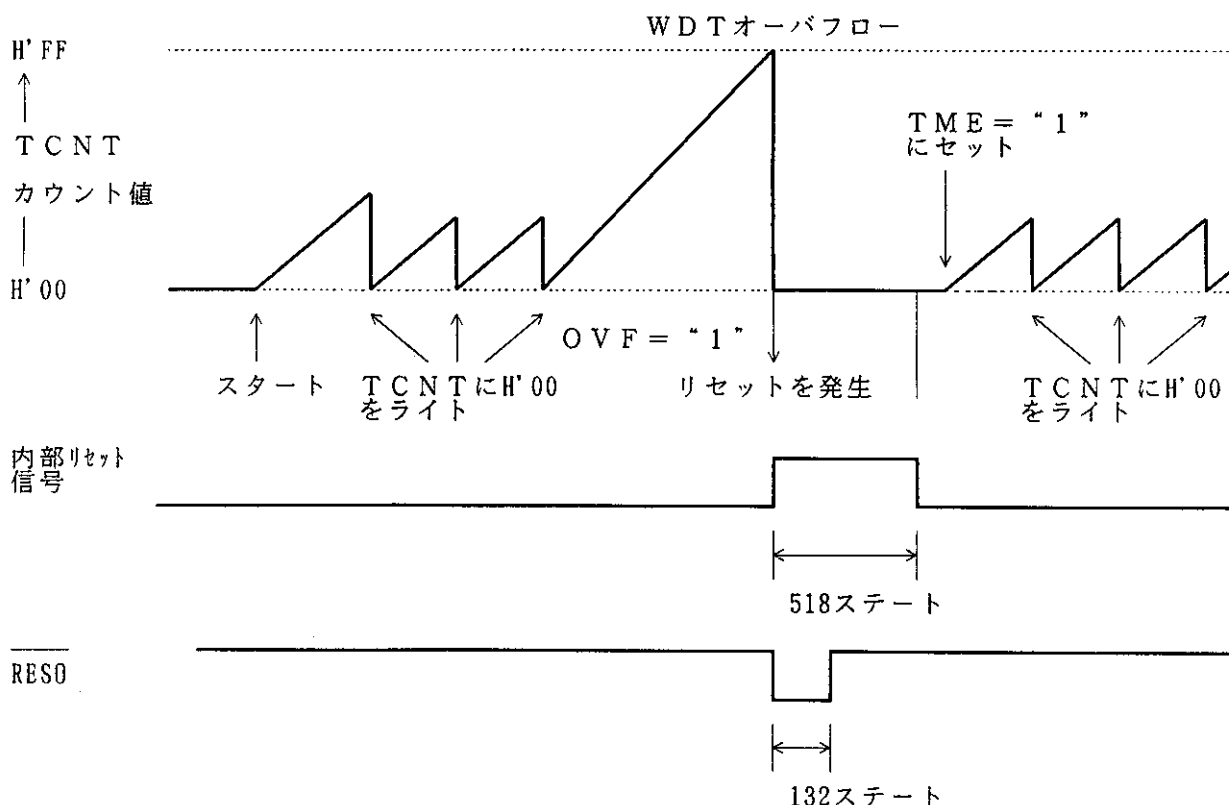 WDTオーバフロー
H'FF
TCNT
カウント値
H'00
TME=“1”
にセット
OVF=“1”
スタート
TCNTにH'00
をライト
リセットを発生
TCNTにH'00
をライト
内部リセット
信号
518ステート
RESO
132ステート